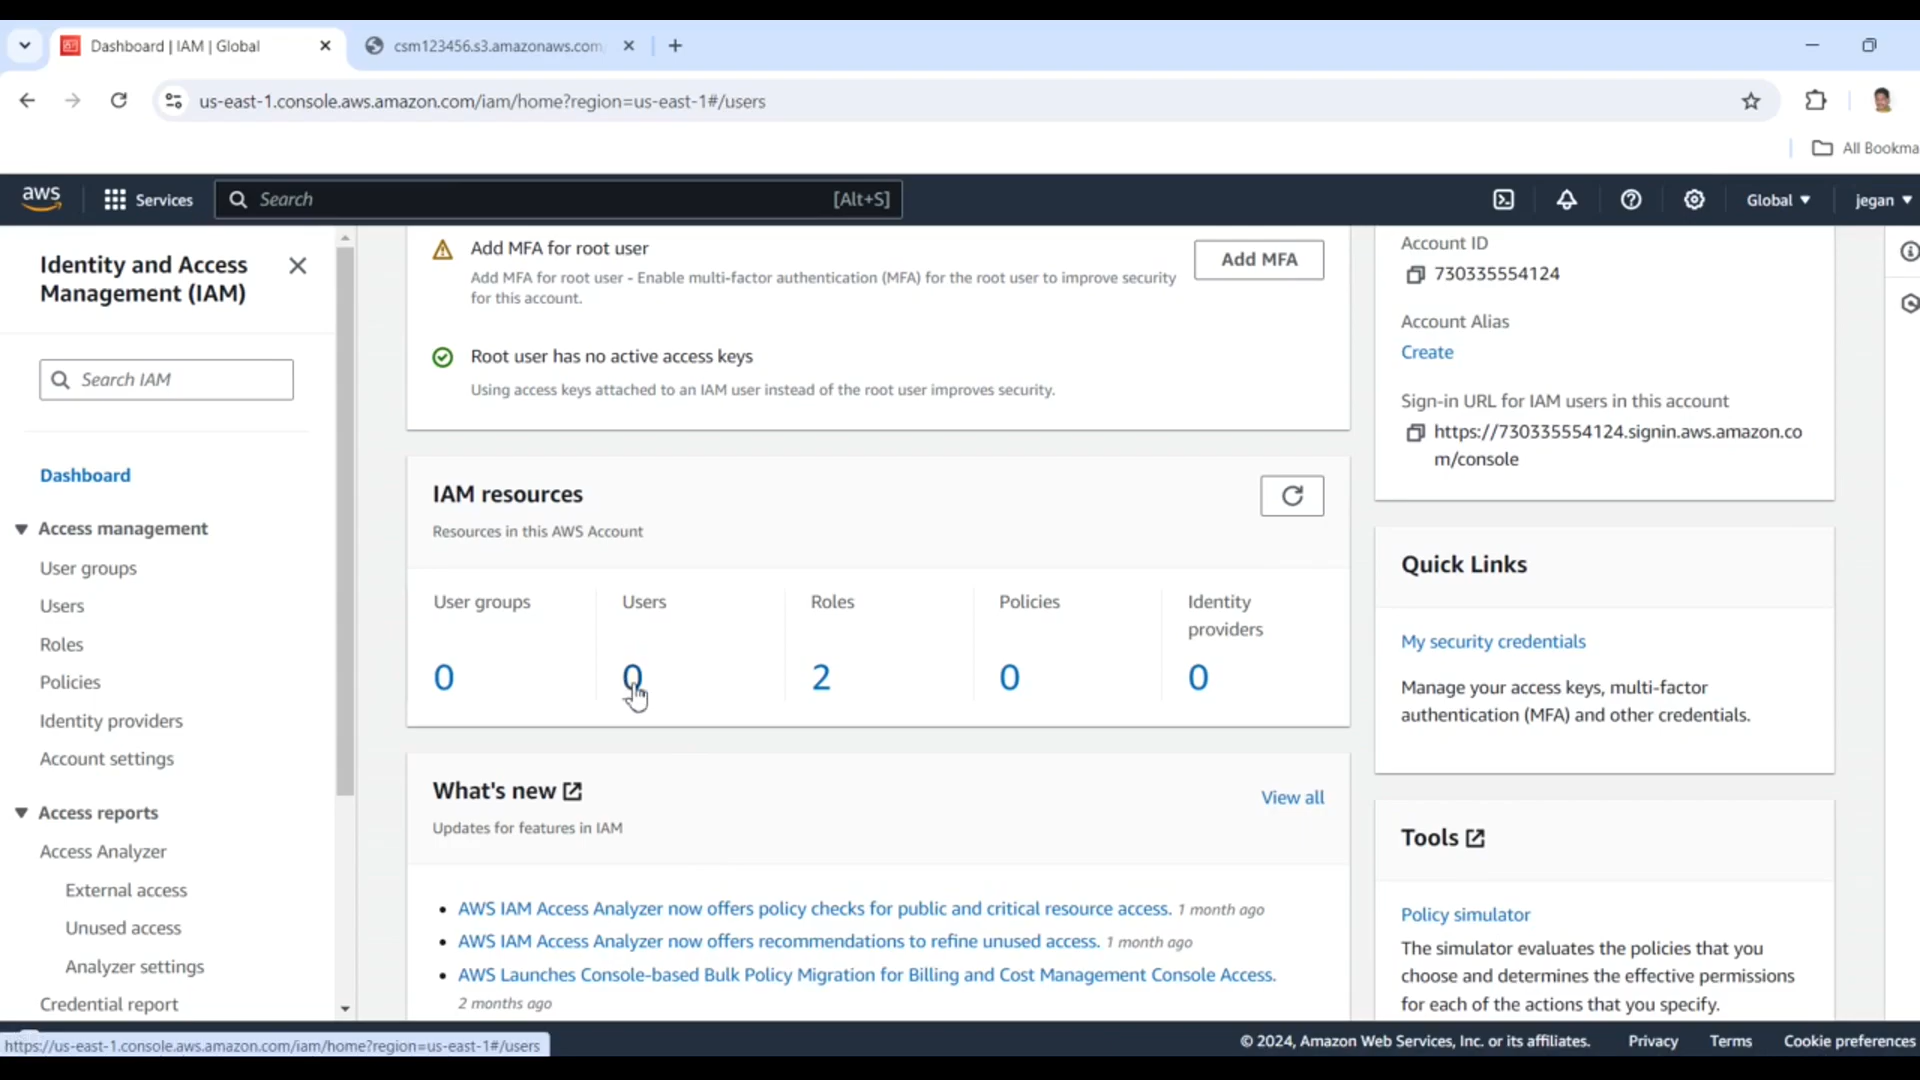 Dashboard | IAM | Global
csm123456.s3.amazonaws.com/
us-east-1.console.aws.amazon.com/iam/home?region=us-east-1#/users
All Bookma
aws
Services
Search
[Alt+S]
Global
jegan
Identity and Access
Management (IAM)
Search IAM
Dashboard
Access management
User groups
Users
Roles
Policies
Identity providers
Account settings
Access reports
Access Analyzer
External access
Unused access
Analyzer settings
Credential report
Add MFA for root user
Add MFA for root user - Enable multi-factor authentication (MFA) for the root user to improve security
for this account.
Add MFA
Root user has no active access keys
Using access keys attached to an IAM user instead of the root user improves security.
IAM resources
Resources in this AWS Account
User groups
Users
Roles
Policies
Identity
providers
0
0
2
0
0
What's new
View all
Updates for features in IAM
AWS IAM Access Analyzer now offers policy checks for public and critical resource access. 1 month ago
AWS IAM Access Analyzer now offers recommendations to refine unused access. 1 month ago
AWS Launches Console-based Bulk Policy Migration for Billing and Cost Management Console Access.
2 months ago
Account ID
730335554124
Account Alias
Create
Sign-in URL for IAM users in this account
https://730335554124.signin.aws.amazon.co
m/console
Quick Links
My security credentials
Manage your access keys, multi-factor
authentication (MFA) and other credentials.
Tools
Policy simulator
The simulator evaluates the policies that you
choose and determines the effective permissions
for each of the actions that you specify.
https://us-east-1.console.aws.amazon.com/iam/home?region=us-east-1#/users
© 2024, Amazon Web Services, Inc. or its affiliates.
Privacy
Terms
Cookie preferences